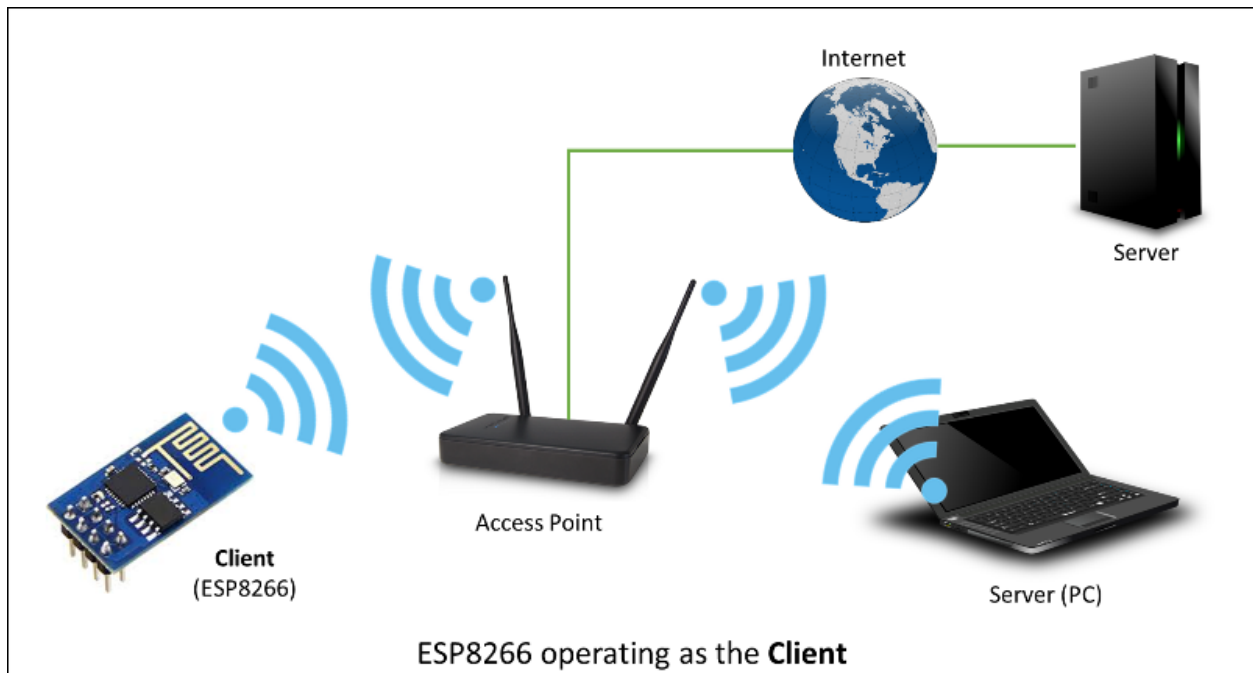 Internet
Server
Access Point
Client
(ESP8266)
Server (PC)
ESP8266 operating as the Client